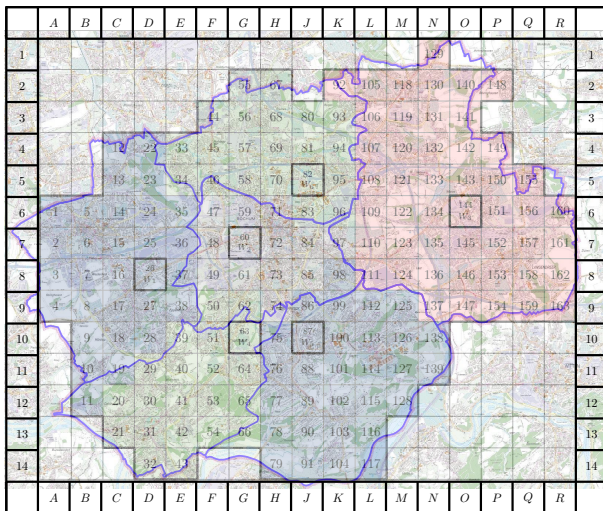 A B C D E F G H J K L M N O P Q R
1 129 1
2 55 67 92 105 118 130 140 148 2
3 44 56 68 80 93 106 119 131 141 3
4 12 22 33 45 57 69 81 94 107 120 132 142 149 4
5 13 23 34 46 58 70 82 95 108 121 133 143 150 155 5
6 1 5 14 24 35 47 59 71 83 96 109 122 134 144 151 156 160 6
7 2 6 15 25 36 48 60 72 84 97 110 123 135 145 152 157 161 7
8 3 7 16 26 37 49 61 73 85 98 111 124 136 146 153 158 162 8
9 4 8 17 27 38 50 62 74 86 99 112 125 137 147 154 159 163 9
10 9 18 28 39 51 63 75 87 100 113 126 138 10
11 10 19 29 40 52 64 76 88 101 114 127 139 11
12 11 20 30 41 53 65 77 89 102 115 128 12
13 21 31 42 54 66 78 90 103 116 13
14 32 43 79 91 104 117 14
A B C D E F G H J K L M N O P Q R